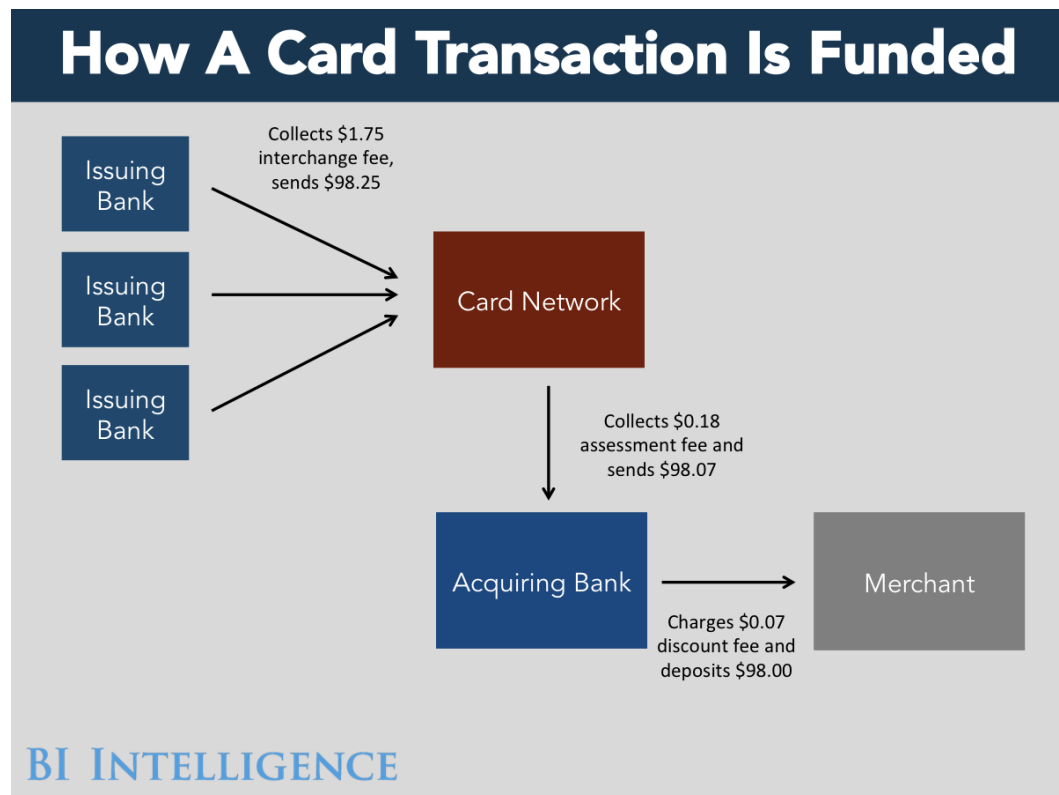 How A Card Transaction Is Funded
Issuing
Bank
Collects $1.75
interchange fee,
sends $98.25
Issuing
Bank
Issuing
Bank
Card Network
Collects $0.18
assessment fee and
sends $98.07
Acquiring Bank
Charges $0.07
discount fee and
deposits $98.00
Merchant
BI INTELLIGENCE